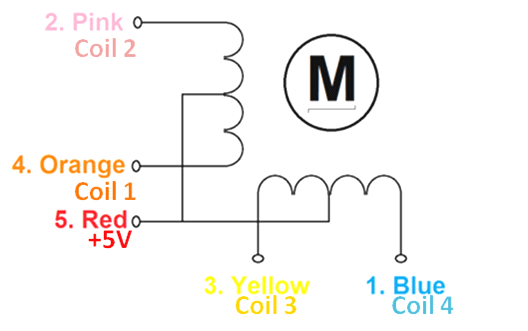 2. Pink
Coil 2
M
4. Orange
Coil 1
5. Red
+5V
3. Yellow
Coil 3
1. Blue
Coil 4